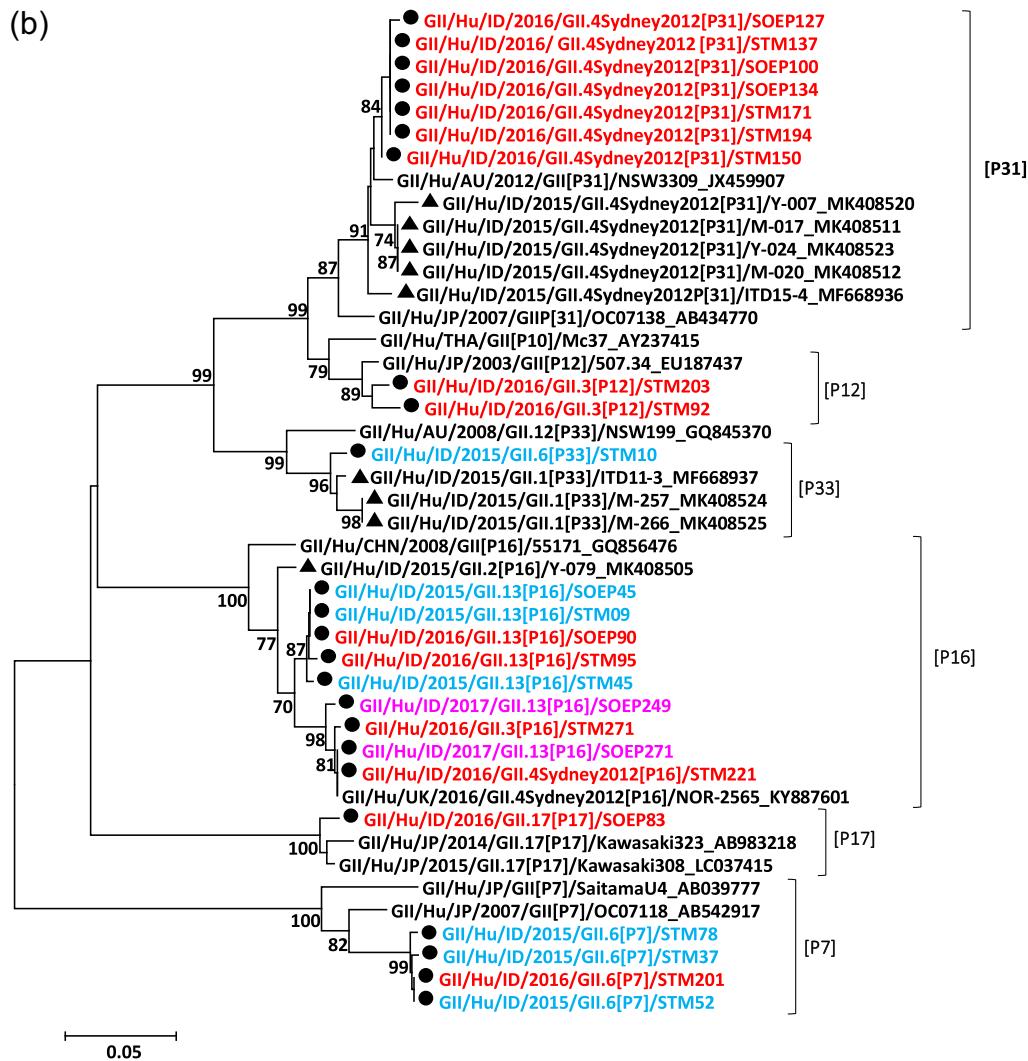 (b)
GII/Hu/ID/2016/GII.4Sydney2012[P31]/SOEP127
GII/Hu/ID/2016/ GII.4Sydney2012 [P31]/STM137
GII/Hu/ID/2016/GII.4Sydney2012[P31]/SOEP100
GII/Hu/ID/2016/GII.4Sydney2012[P31]/SOEP134
84
GII/Hu/ID/2016/GII.4Sydney2012[P31]/STM171
GII/Hu/ID/2016/GII.4Sydney2012[P31]/STM194
GII/Hu/ID/2016/GII.4Sydney2012[P31]/STM150
[P31]
GII/Hu/AU/2012/GII[P31]/NSW3309_JX459907
GII/Hu/ID/2015/GII.4Sydney2012[P31]/Y-007_MK408520
GII/Hu/ID/2015/GII.4Sydney2012[P31]/M-017_MK408511
91
74
GII/Hu/ID/2015/GII.4Sydney2012[P31]/Y-024_MK408523
87
GII/Hu/ID/2015/GII.4Sydney2012[P31]/M-020_MK408512
87
GII/Hu/ID/2015/GII.4Sydney2012P[31]/ITD15-4_MF668936
99
GII/Hu/JP/2007/GIIP[31]/OC07138_AB434770
GII/Hu/THA/GII[P10]/Mc37_AY237415
79
GII/Hu/JP/2003/GII[P12]/507.34_EU187437
99
GII/Hu/ID/2016/GII.3[P12]/STM203
[P12]
89
GII/Hu/ID/2016/GII.3[P12]/STM92
GII/Hu/AU/2008/GII.12[P33]/NSW199_GQ845370
99
GII/Hu/ID/2015/GII.6[P33]/STM10
96
GII/Hu/ID/2015/GII.1[P33]/ITD11-3_MF668937
[P33]
GII/Hu/ID/2015/GII.1[P33]/M-257_MK408524
98
GII/Hu/ID/2015/GII.1[P33]/M-266_MK408525
GII/Hu/CHN/2008/GII[P16]/55171_GQ856476
GII/Hu/ID/2015/GII.2[P16]/Y-079_MK408505
100
GII/Hu/ID/2015/GII.13[P16]/SOEP45
GII/Hu/ID/2015/GII.13[P16]/STM09
77
GII/Hu/ID/2016/GII.13[P16]/SOEP90
87
GII/Hu/ID/2016/GII.13[P16]/STM95
[P16]
GII/Hu/ID/2015/GII.13[P16]/STM45
70
GII/Hu/ID/2017/GII.13[P16]/SOEP249
GII/Hu/2016/GII.3[P16]/STM271
98
GII/Hu/ID/2017/GII.13[P16]/SOEP271
81
GII/Hu/ID/2016/GII.4Sydney2012[P16]/STM221
GII/Hu/UK/2016/GII.4Sydney2012[P16]/NOR-2565_KY887601
GII/Hu/ID/2016/GII.17[P17]/SOEP83
[P17]
GII/Hu/JP/2014/GII.17[P17]/Kawasaki323_AB983218
100
GII/Hu/JP/2015/GII.17[P17]/Kawasaki308_LC037415
GII/Hu/JP/GII[P7]/SaitamaU4_AB039777
100
GII/Hu/JP/2007/GII[P7]/OC07118_AB542917
GII/Hu/ID/2015/GII.6[P7]/STM78
82
[P7]
GII/Hu/ID/2015/GII.6[P7]/STM37
99
GII/Hu/ID/2016/GII.6[P7]/STM201
GII/Hu/ID/2015/GII.6[P7]/STM52
0.05